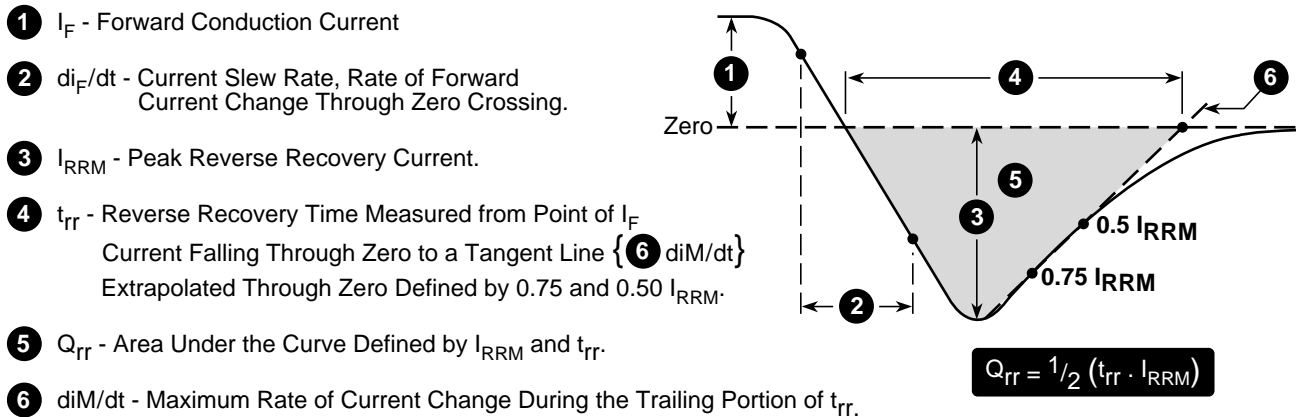 1 I_F - Forward Conduction Current
2 di_F/dt - Current Slew Rate, Rate of Forward
Current Change Through Zero Crossing.
3 I_RRM - Peak Reverse Recovery Current.
4 t_rr - Reverse Recovery Time Measured from Point of I_F
Current Falling Through Zero to a Tangent Line {6 diM/dt}
Extrapolated Through Zero Defined by 0.75 and 0.50 I_RRM.
5 Q_rr - Area Under the Curve Defined by I_RRM and t_rr.
6 diM/dt - Maximum Rate of Current Change During the Trailing Portion of t_rr.
1
4
6
Zero
5
3
0.5 I_RRM
0.75 I_RRM
2
Q_rr = 1/2 (t_rr . I_RRM)